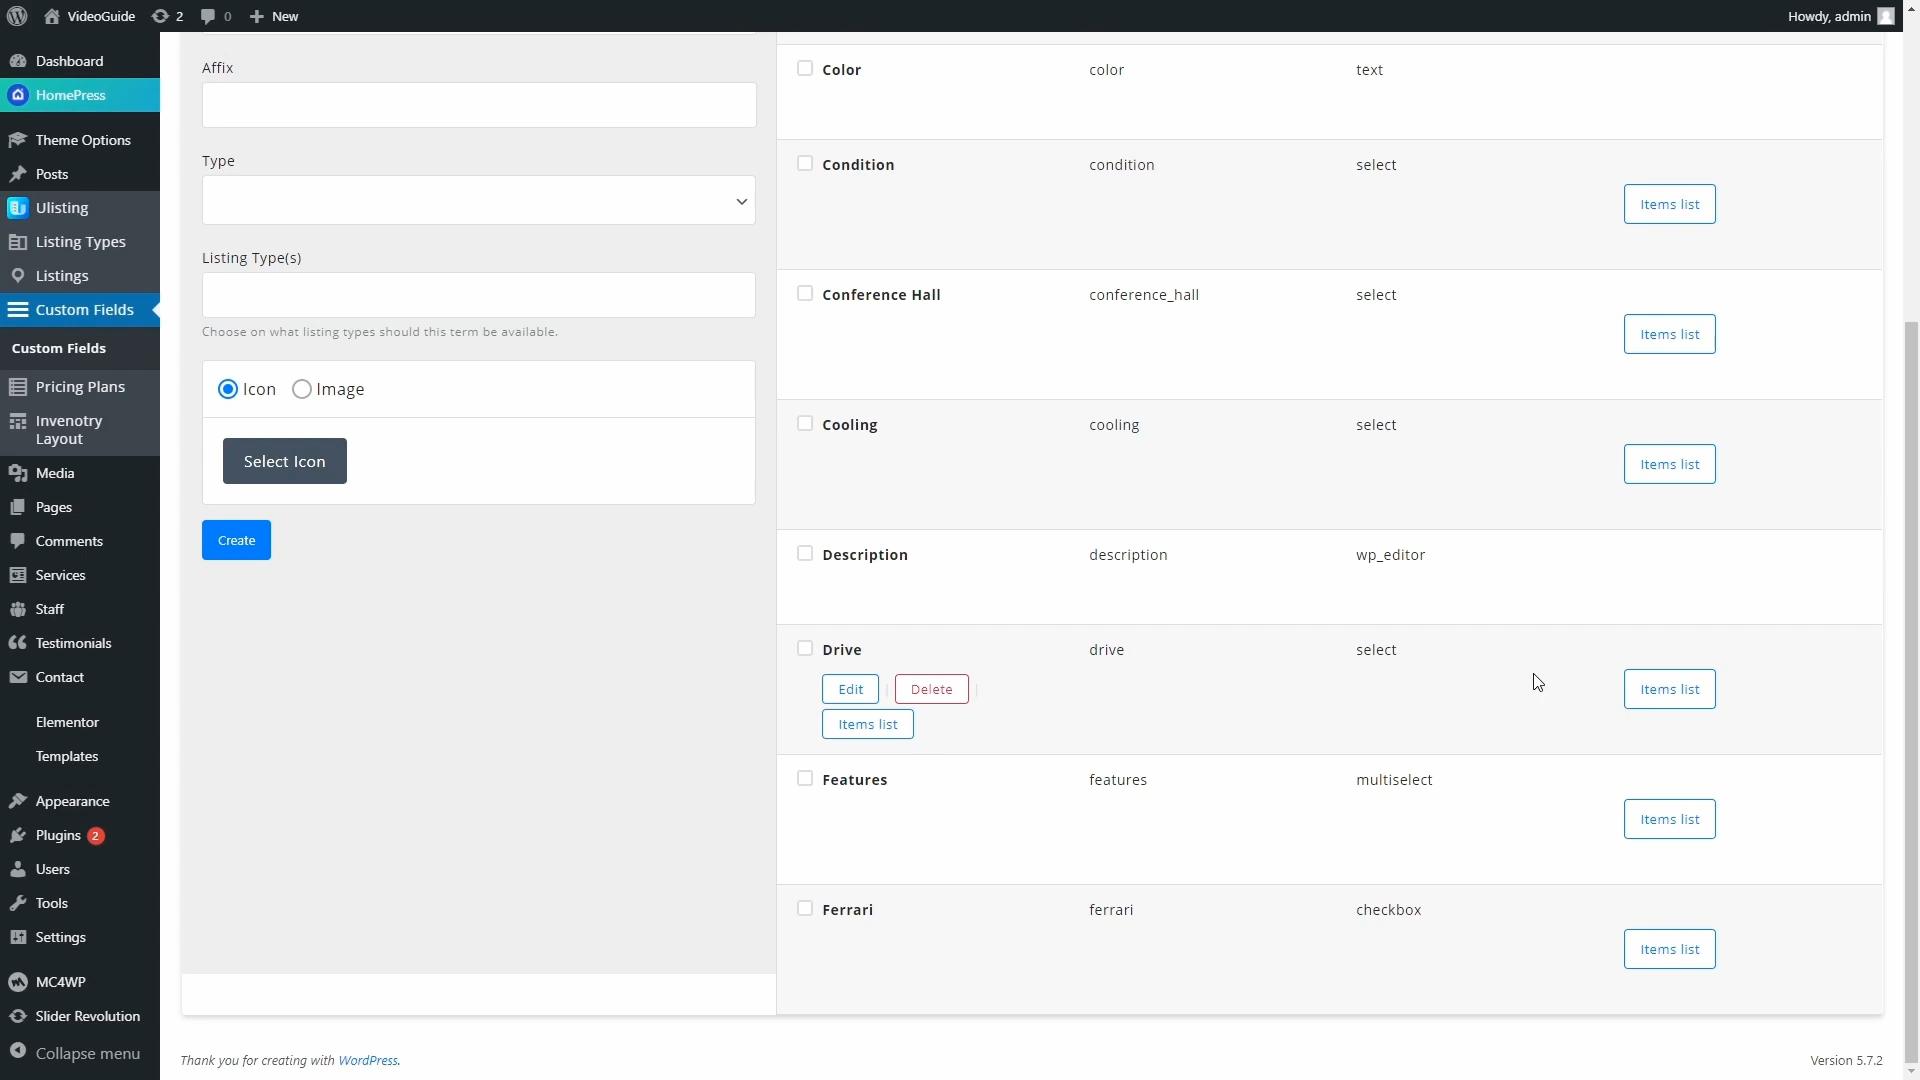 VideoGuide
2
0
New
Howdy, admin
Dashboard
HomePress
Theme Options
Posts
Ulisting
Listing Types
Listings
Custom Fields
Custom Fields
Pricing Plans
Invenotry
Layout
Media
Pages
Comments
Services
Staff
Testimonials
Contact
Elementor
Templates
Appearance
Plugins 2
Users
Tools
Settings
MC4WP
Slider Revolution
Collapse menu
Affix
Type
Listing Type(s)
Choose on what listing types should this term be available.
Icon Image
Select Icon
Create
Color color text
Condition condition select
Items list
Conference Hall conference_hall select
Items list
Cooling cooling select
Items list
Description description wp_editor
Drive drive select
Edit | Delete |
Items list
Items list
Features features multiselect
Items list
Ferrari ferrari checkbox
Items list
Thank you for creating with WordPress.
Version 5.7.2